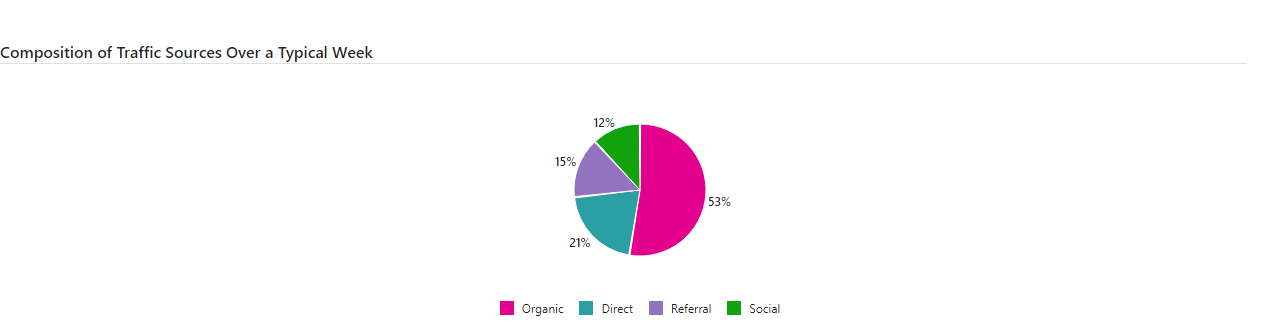 Composition of Traffic Sources Over a Typical Week
12%
15%
53%
21%
Organic Direct Referral Social